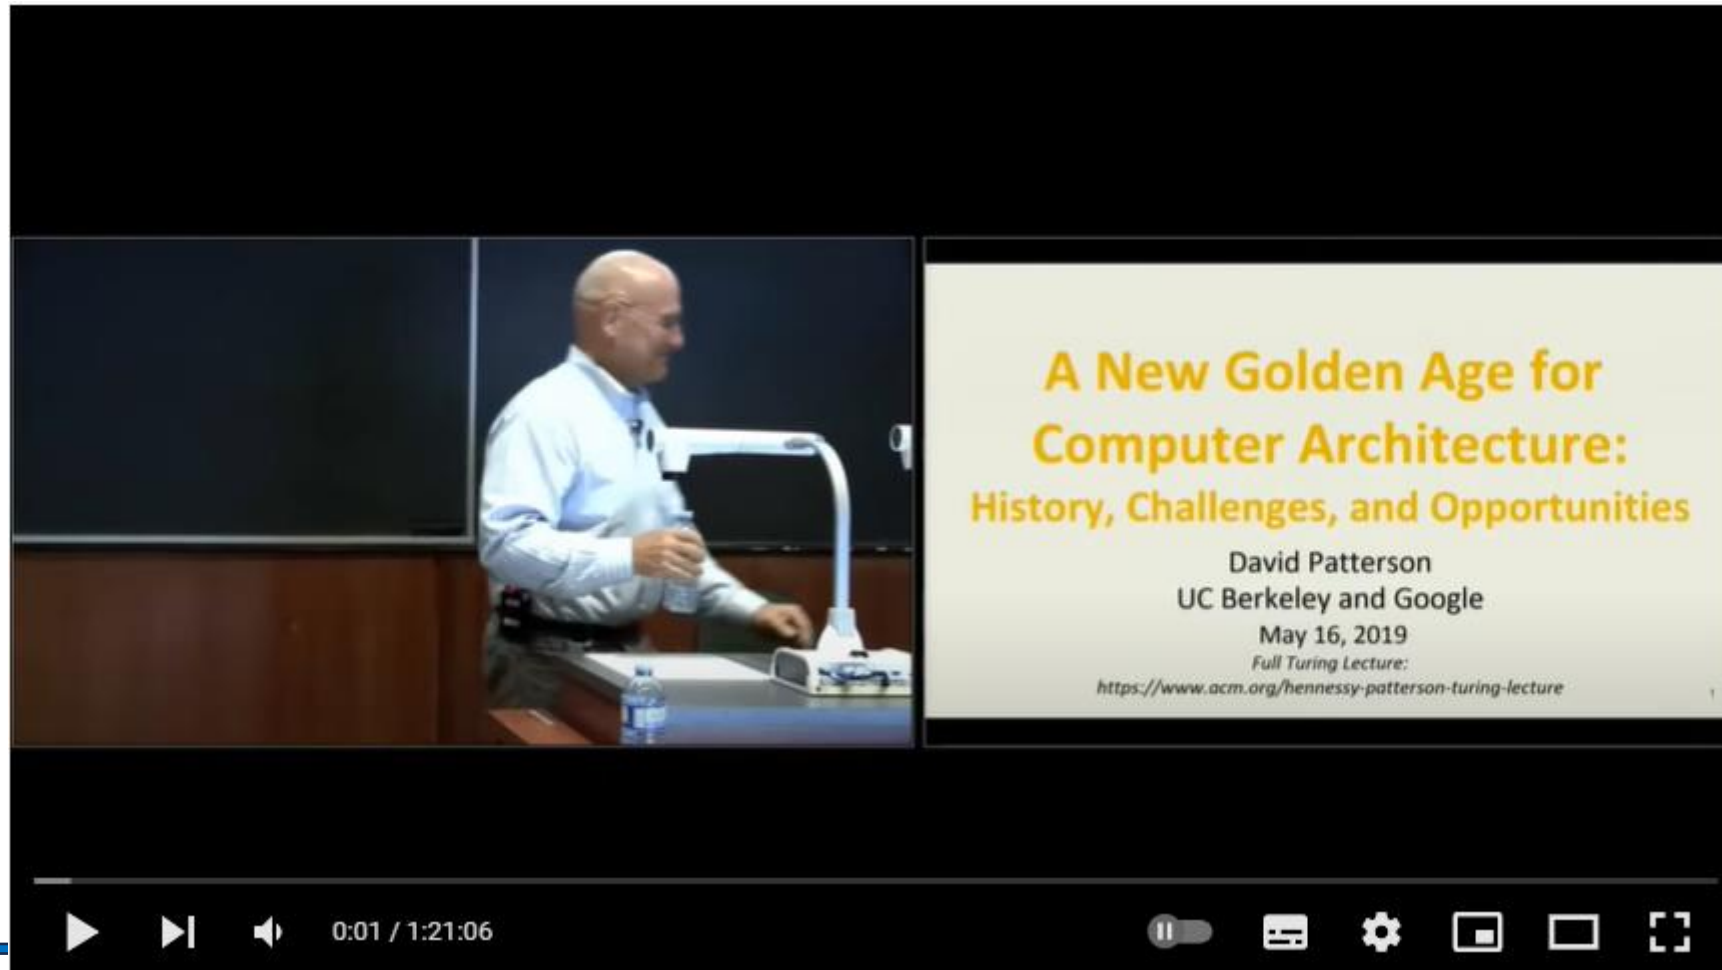 A New Golden Age for
Computer Architecture:
History, Challenges, and Opportunities
David Patterson
UC Berkeley and Google
May 16, 2019
Full Turing Lecture:
https://www.acm.org/hennessy-patterson-turing-lecture
1
0:01 / 1:21:06